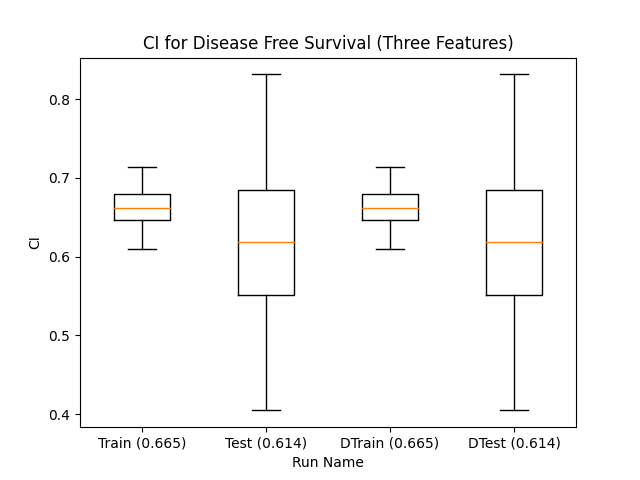 CI for Disease Free Survival (Three Features)
CI
0.8
0.7
0.6
0.5
0.4
Train (0.665)
Test (0.614)
DTrain (0.665)
DTest (0.614)
Run Name